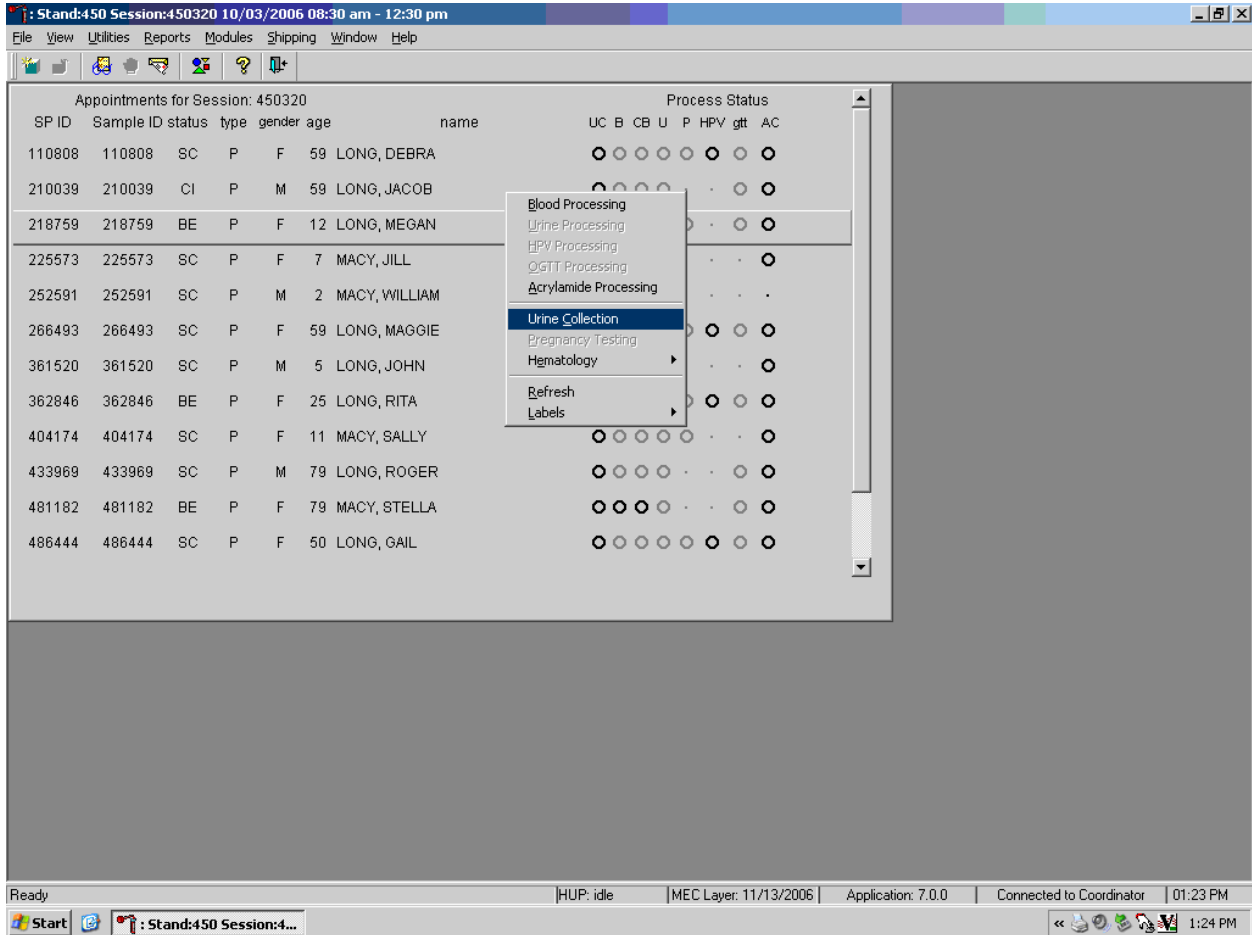 : Stand:450 Session:450320 10/03/2006 08:30 am - 12:30 pm
File View Utilities Reports Modules Shipping Window Help
Appointments for Session: 450320 Process Status
SP ID Sample ID status type gender age name UC B CB U P HPV gtt AC
110808 110808 SC P F 59 LONG, DEBRA
210039 210039 CI P M 59 LONG, JACOB
218759 218759 BE P F 12 LONG, MEGAN
225573 225573 SC P F 7 MACY, JILL
252591 252591 SC P M 2 MACY, WILLIAM
266493 266493 SC P F 59 LONG, MAGGIE
361520 361520 SC P M 5 LONG, JOHN
362846 362846 BE P F 25 LONG, RITA
404174 404174 SC P F 11 MACY, SALLY
433969 433969 SC P M 79 LONG, ROGER
481182 481182 BE P F 79 MACY, STELLA
486444 486444 SC P F 50 LONG, GAIL
Blood Processing
Urine Processing
HPV Processing
OGTT Processing
Acrylamide Processing
Urine Collection
Pregnancy Testing
Hematology
Refresh
Labels
Ready HUP: idle MEC Layer: 11/13/2006 Application: 7.0.0 Connected to Coordinator 01:23 PM
Start : Stand:450 Session:4... « 1:24 PM